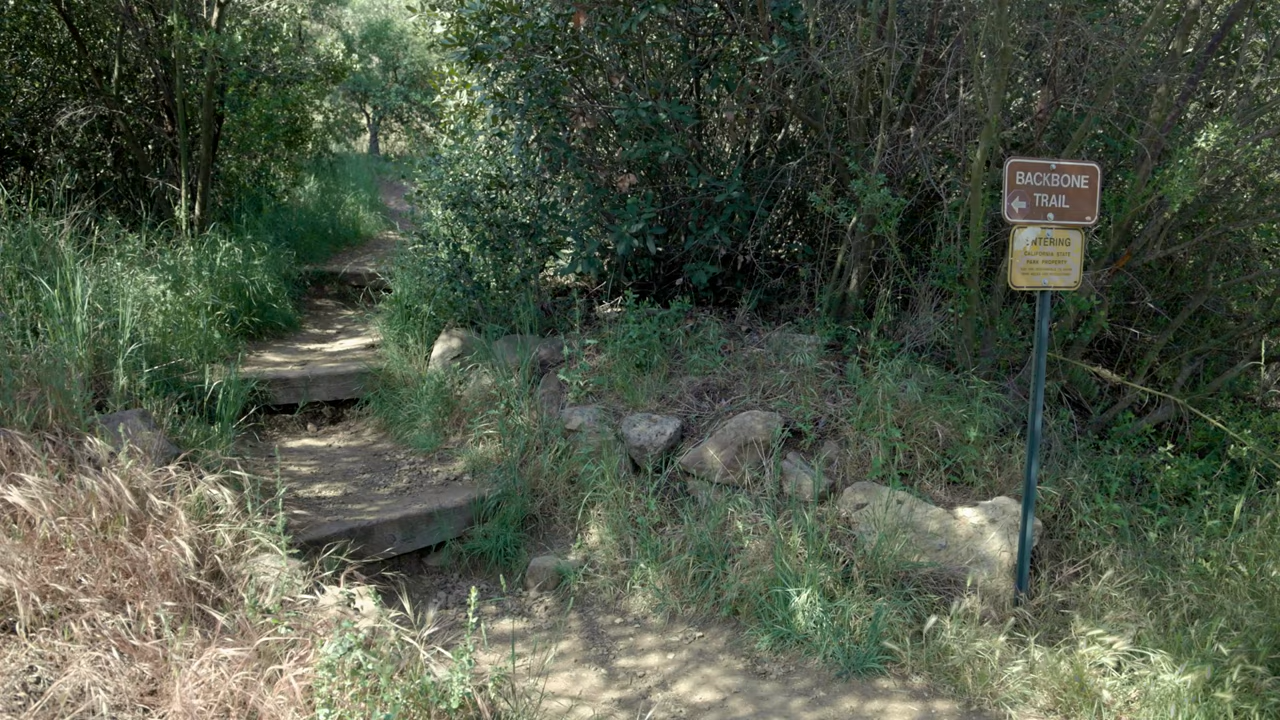 BACKBONE
TRAIL
ENTERING
CALIFORNIA STATE
PARK PROPERTY